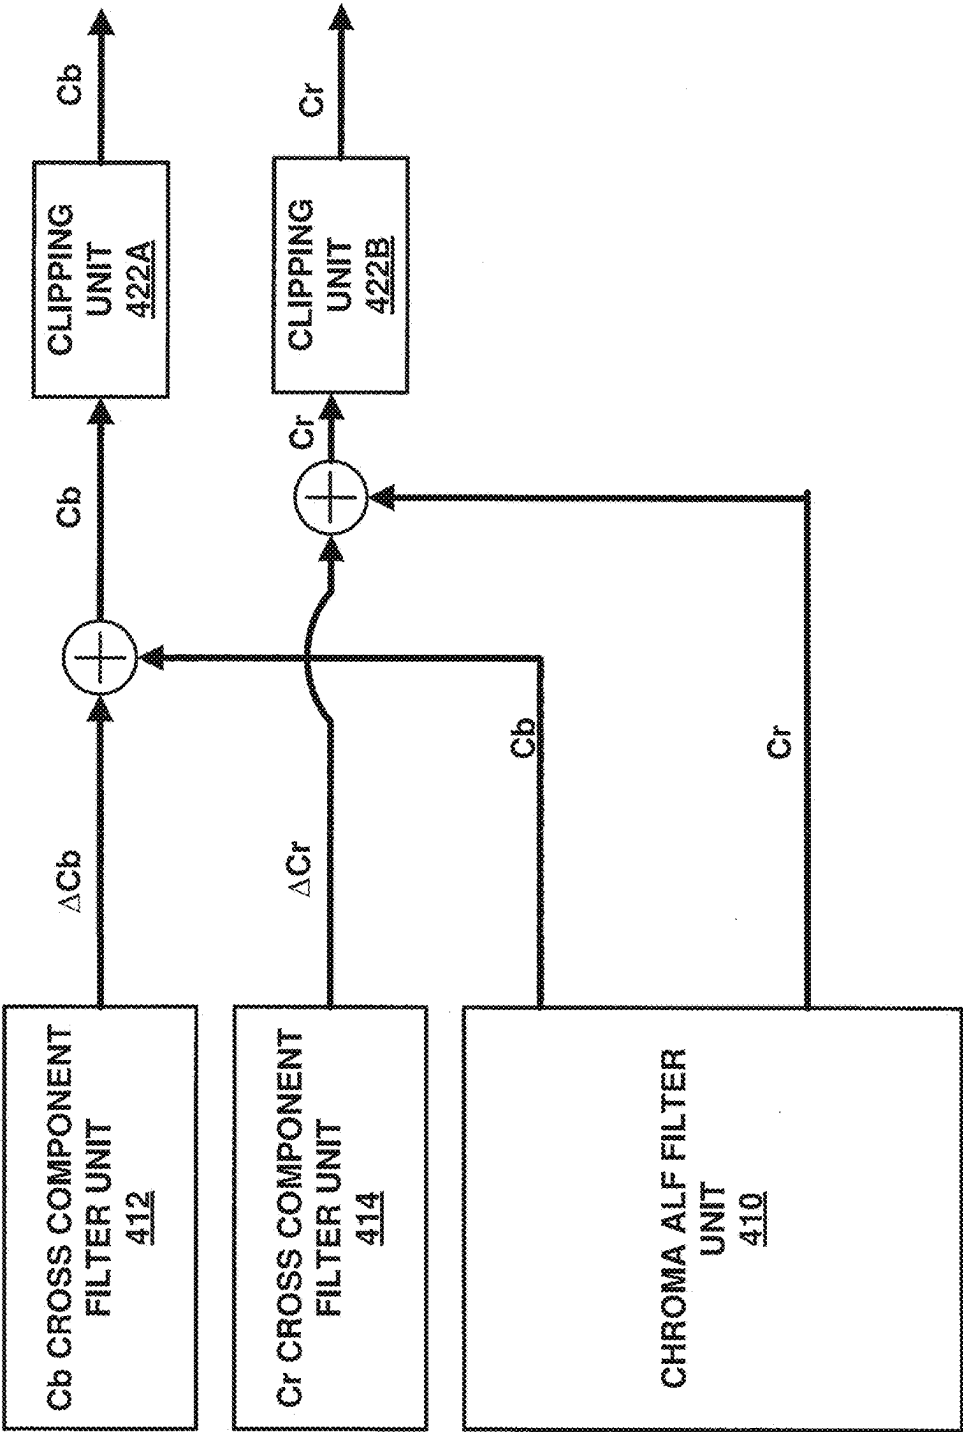 Cb CROSS COMPONENT
FILTER UNIT
412
ΔCb
Cb
CLIPPING
UNIT
422A
Cb
Cr CROSS COMPONENT
FILTER UNIT
414
ΔCr
Cr
CLIPPING
UNIT
422B
Cr
CHROMA ALF FILTER
UNIT
410
Cb
Cr